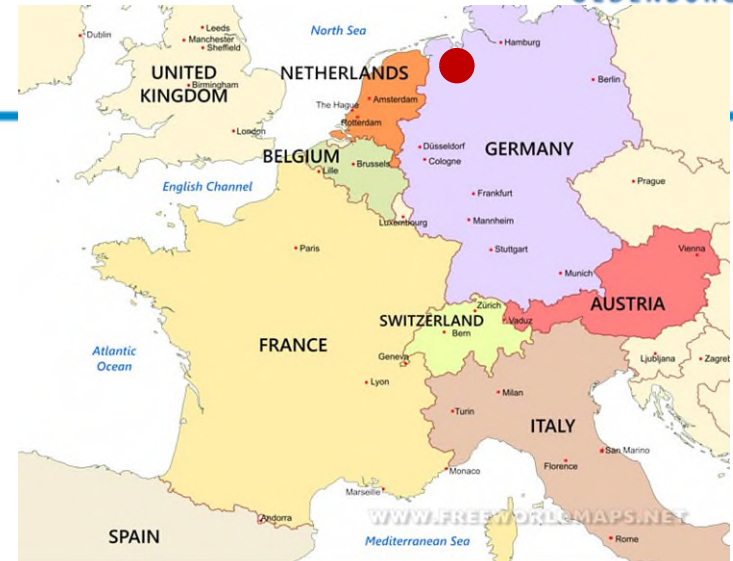 OLDENBURG
North Sea
Dublin
Leeds
Manchester
Sheffield
UNITED
KINGDOM
Birmingham
London
NETHERLANDS
The Hague
Amsterdam
Rotterdam
Hamburg
Berlin
BELGIUM
Lille
Brussels
Düsseldorf
Cologne
GERMANY
English Channel
Luxembourg
Frankfurt
Mannheim
Stuttgart
Munich
Prague
Vienna
Paris
AUSTRIA
Zürich
SWITZERLAND
Vaduz
Bern
FRANCE
Geneva
Lyon
Atlantic
Ocean
Ljubljana
Zagreb
Milan
Turin
ITALY
San Marino
Florence
Monaco
Marseille
Andorra
WWW.FREEWORLDMAPS.NET
SPAIN
Mediterranean Sea
Rome